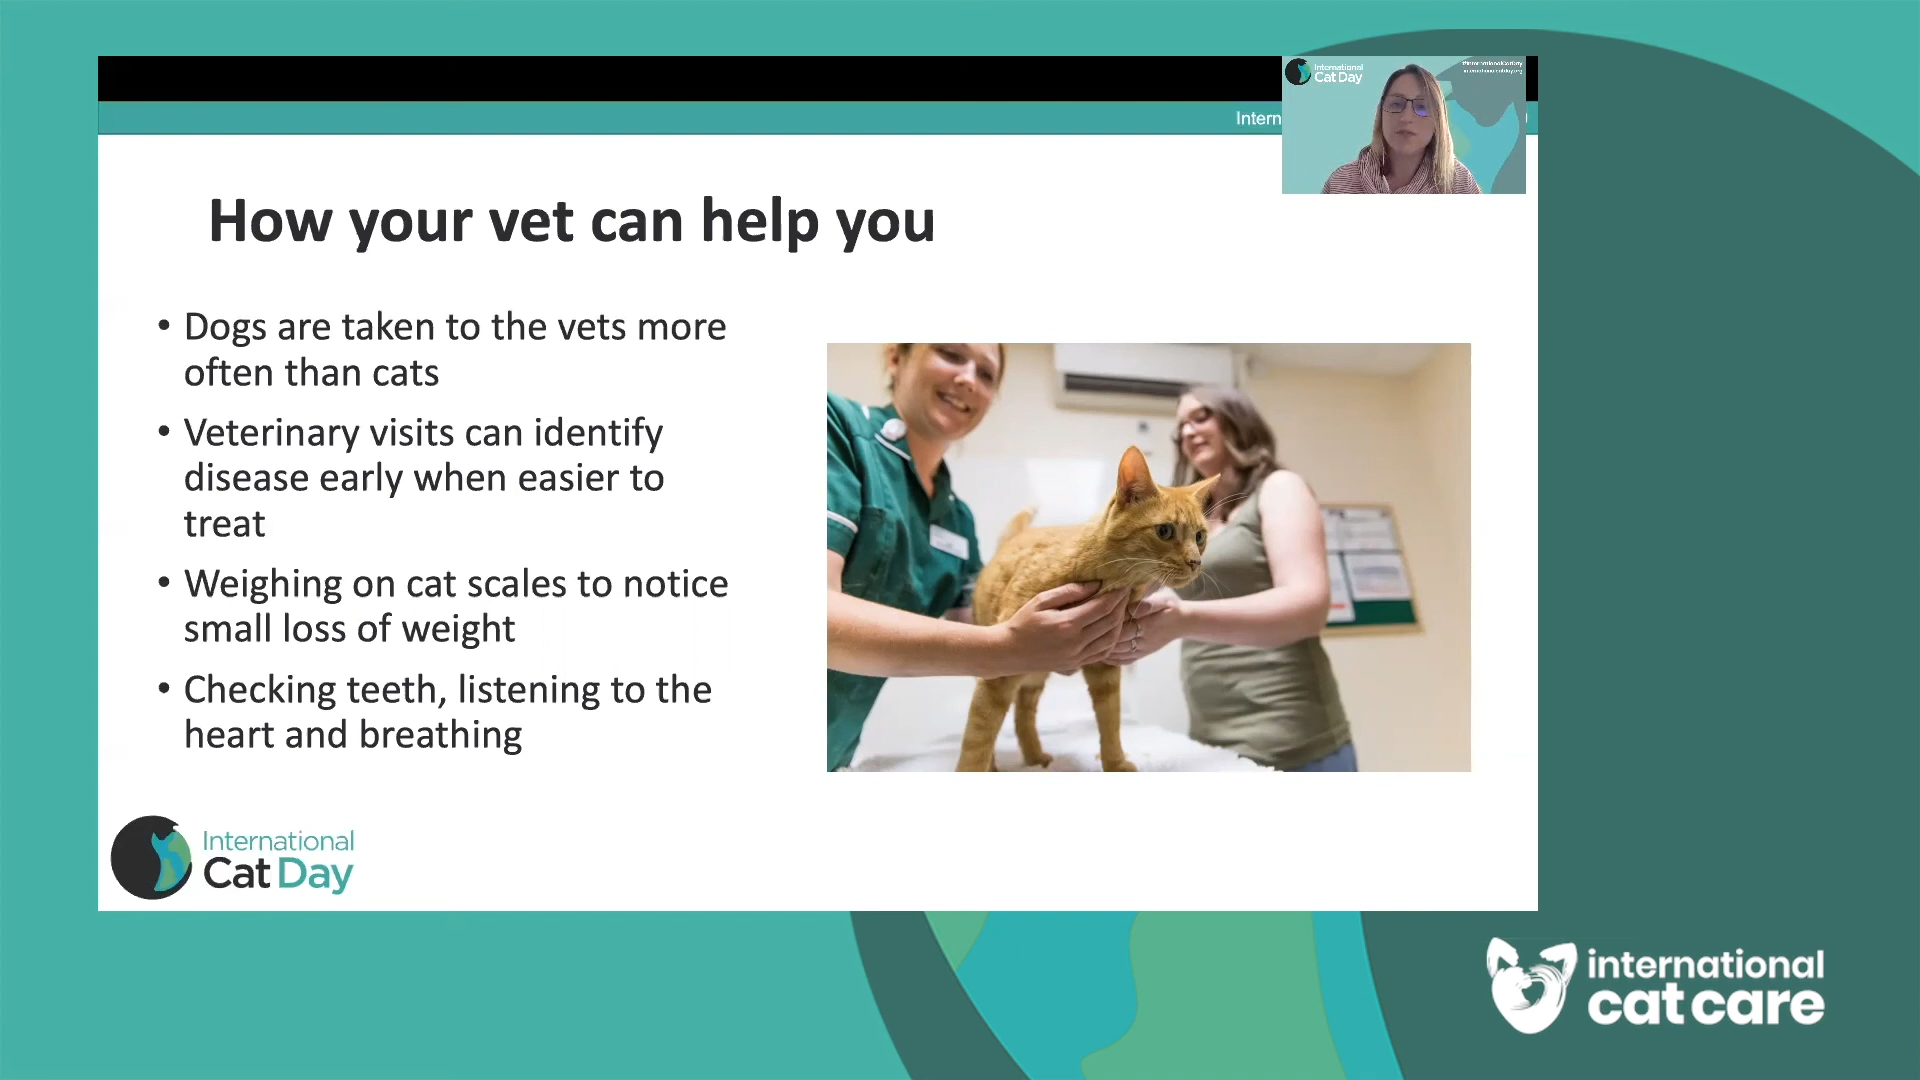 International
Cat Day
Intern
How your vet can help you
• Dogs are taken to the vets more
often than cats
• Veterinary visits can identify
disease early when easier to
treat
• Weighing on cat scales to notice
small loss of weight
• Checking teeth, listening to the
heart and breathing
International
Cat Day
international
cat care